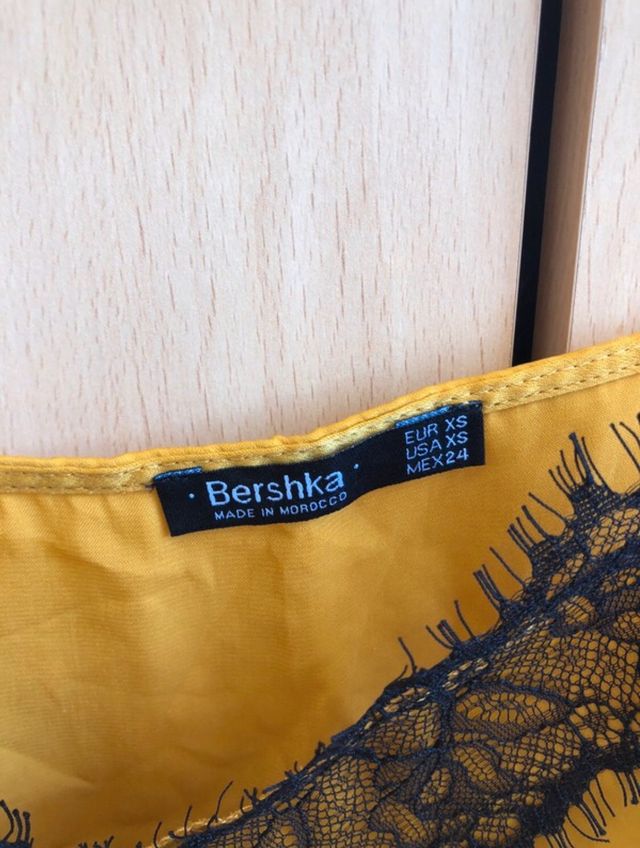 · Bershka ·
MADE IN MOROCCO
EUR XS
USA XS
MEX 24